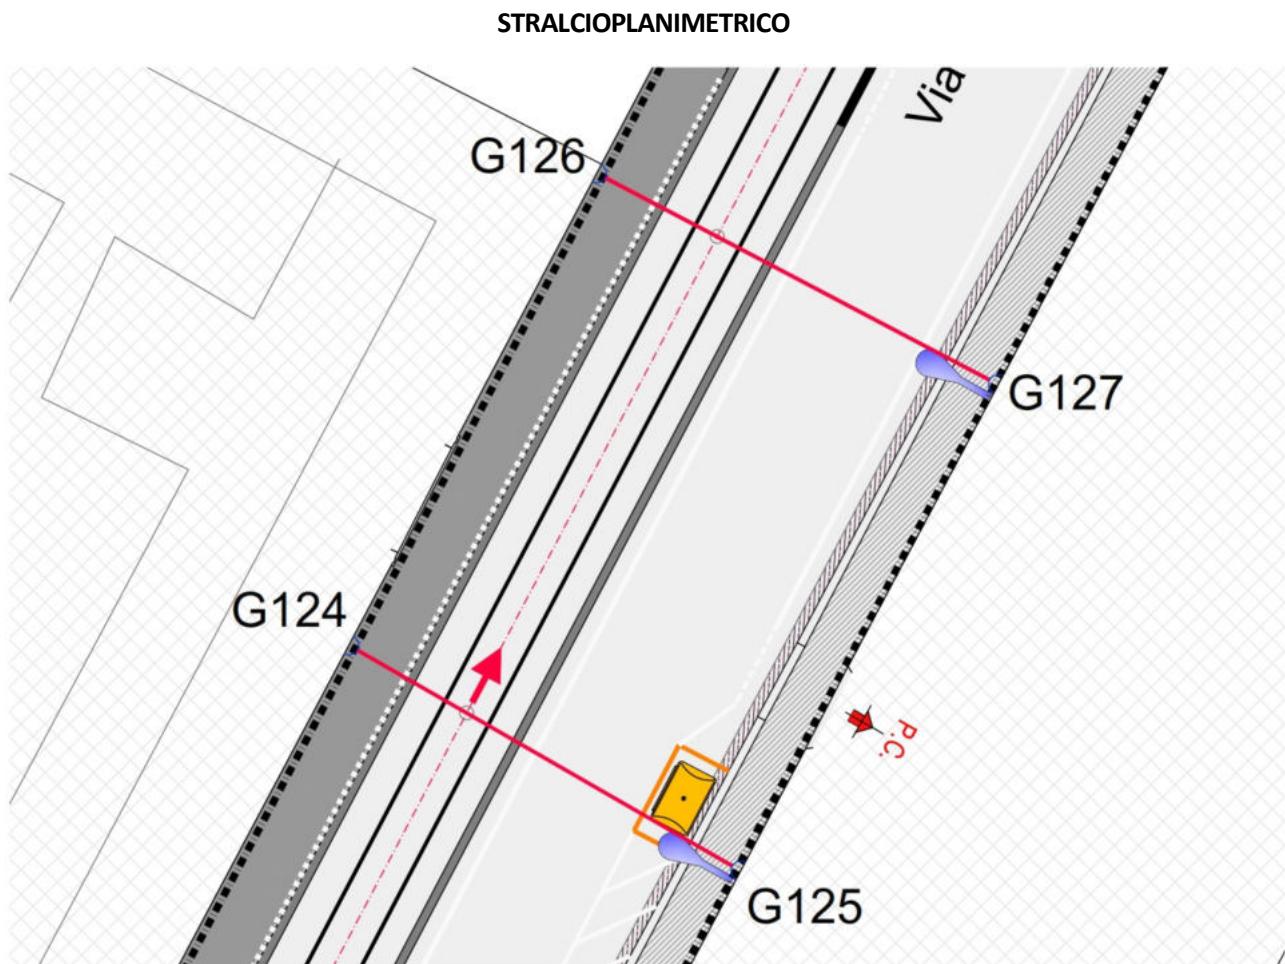 STRALCIOPLANIMETRICO
Via
G126
G127
G124
P.C.
G125